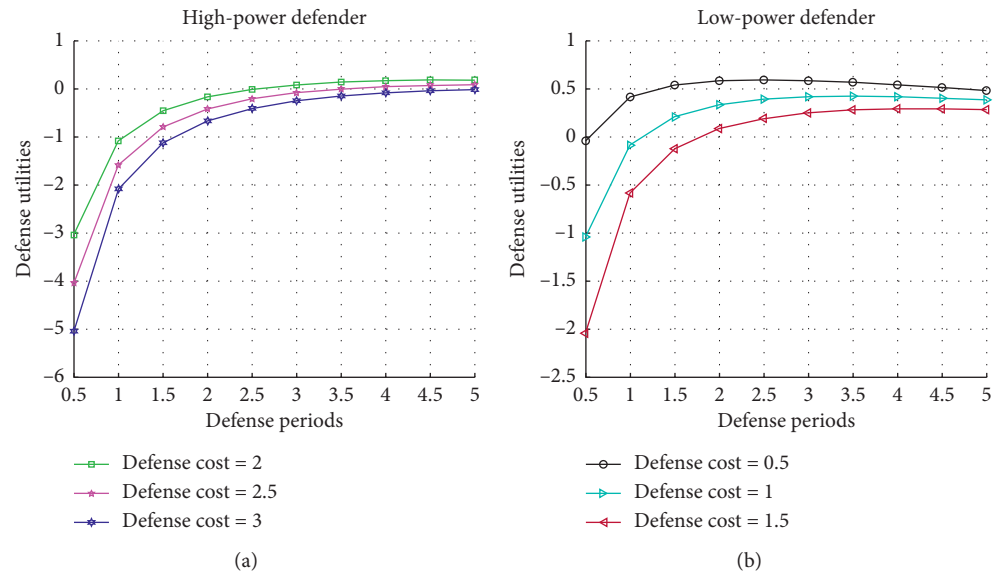 High-power defender
1
0
−1
−2
−3
−4
−5
−6
Defense utilities
0.5 1 1.5 2 2.5 3 3.5 4 4.5 5
Defense periods
Defense cost = 2
Defense cost = 2.5
Defense cost = 3
(a)
Low-power defender
1
0.5
0
−0.5
−1
−1.5
−2
−2.5
Defense utilities
0.5 1 1.5 2 2.5 3 3.5 4 4.5 5
Defense periods
Defense cost = 0.5
Defense cost = 1
Defense cost = 1.5
(b)